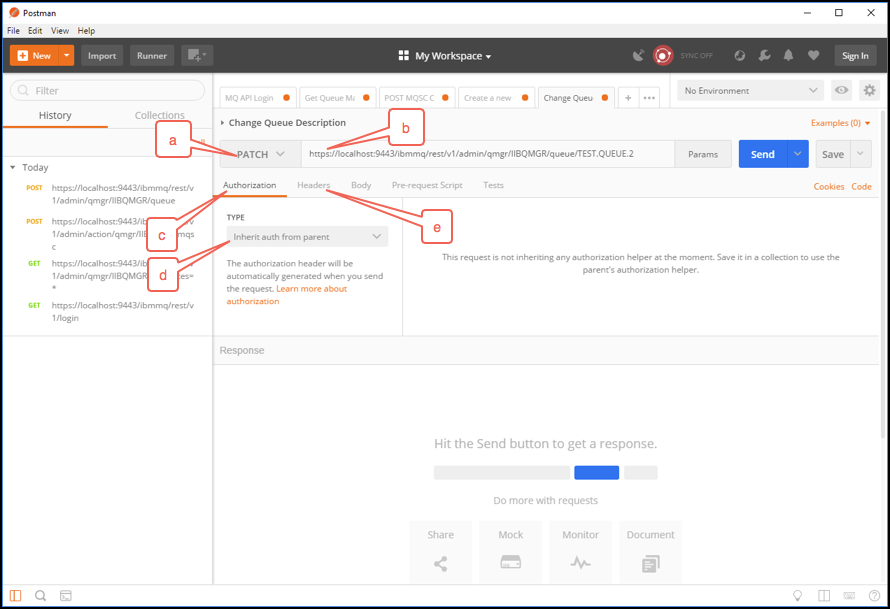 Postman
File Edit View Help
New Import Runner My Workspace SYNC OFF Sign In
Filter
History Collections
MQ API Login Get Queue Ma POST MQSC C Create a new Change Queu + ••• No Environment
a
b
Change Queue Description Examples (0)
PATCH https://localhost:9443/ibmmq/rest/v1/admin/qmgr/IIBQMGR/queue/TEST.QUEUE.2 Params Send Save
Today
POST https://localhost:9443/ibmmq/rest/v
1/admin/qmgr/IIBQMGR/queue
POST https://localhost:9443/ibmmq/rest/v
1/admin/action/qmgr/IIBQMGR mqs
c
GET https://localhost:9443/ibmmq/rest/v
1/admin/qmgr/IIB tes=
*
GET https://localhost:9443/ibmmq/rest/v
1/login
Authorization Headers Body Pre-request Script Tests Cookies Code
c
d
e
TYPE
Inherit auth from parent
The authorization header will be
automatically generated when you send
the request. Learn more about
authorization
This request is not inheriting any authorization helper at the moment. Save it in a collection to use the
parent's authorization helper.
Response
Hit the Send button to get a response.
Do more with requests
Share Mock Monitor Document